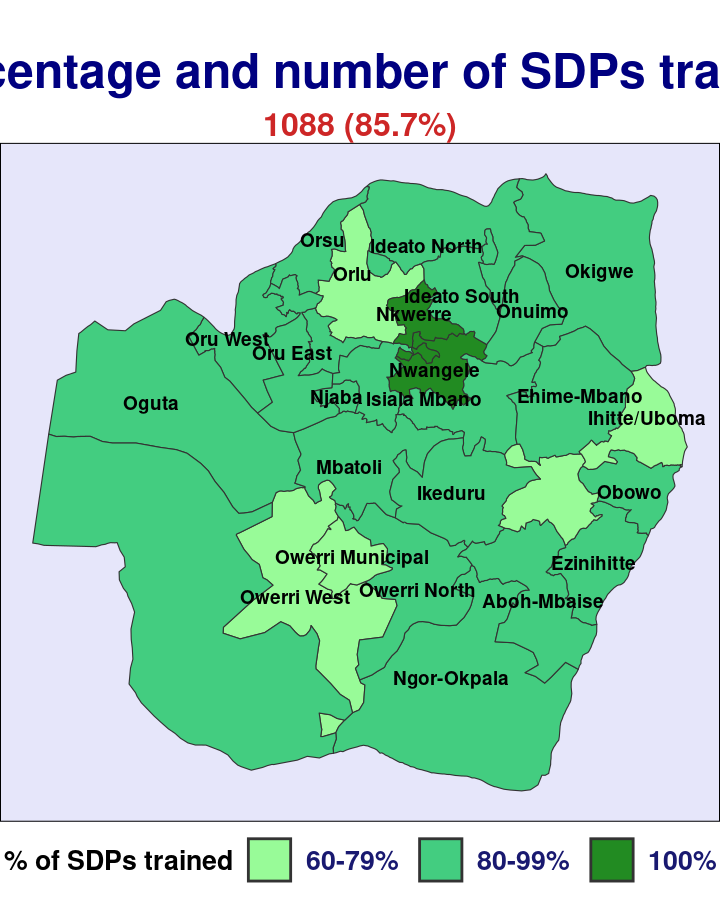 centage and number of SDPs tra
1088 (85.7%)
Orsu
Ideato North
Orlu
Okigwe
Ideato South
Nkwerre
Onuimo
Oru West
Oru East
Nwangele
Ehime-Mbano
Njaba
Isiala Mbano
Oguta
Ihitte/Uboma
Mbatoli
Ikeduru
Obowo
Owerri Municipal
Ezinihitte
Owerri West
Owerri North
Aboh-Mbaise
Ngor-Okpala
% of SDPs trained
60-79%
80-99%
100%